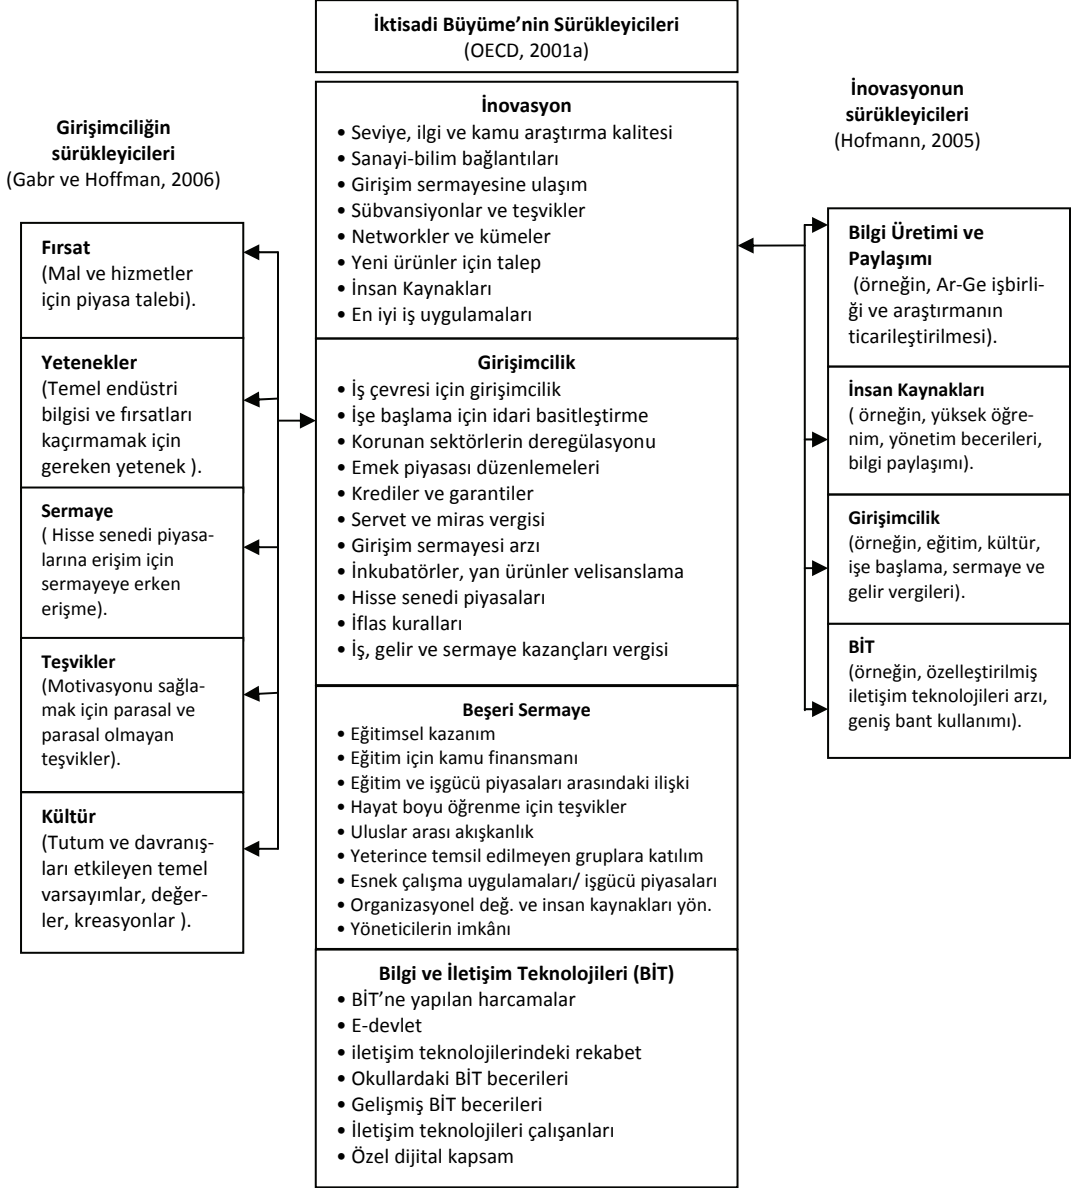 İktisadi Büyüme’nin Sürükleyicileri
(OECD, 2001a)
Girişimciliğin
sürükleyicileri
(Gabr ve Hoffman, 2006)
Fırsat
(Mal ve hizmetler
için piyasa talebi).
Yetenekler
(Temel endüstri
bilgisi ve fırsatları
kaçırmamak için
gereken yetenek ).
Sermaye
( Hisse senedi piyasa-
larına erişim için
sermayeye erken
erişme).
Teşvikler
(Motivasyonu sağla-
mak için parasal ve
parasal olmayan
teşvikler).
Kültür
(Tutum ve davranış-
ları etkileyen temel
varsayımlar, değer-
ler, kreasyonlar ).
İnovasyon
• Seviye, ilgi ve kamu araştırma kalitesi
• Sanayi-bilim bağlantıları
• Girişim sermayesine ulaşım
• Sübvansiyonlar ve teşvikler
• Networkler ve kümeler
• Yeni ürünler için talep
• İnsan Kaynakları
• En iyi iş uygulamaları
Girişimcilik
• İş çevresi için girişimcilik
• İşe başlama için idari basitleştirme
• Korunan sektörlerin deregülasyonu
• Emek piyasası düzenlemeleri
• Krediler ve garantiler
• Servet ve miras vergisi
• Girişim sermayesi arzı
• İnkubatörler, yan ürünler velisanslama
• Hisse senedi piyasaları
• İflas kuralları
• İş, gelir ve sermaye kazançları vergisi
Beşeri Sermaye
• Eğitimsel kazanım
• Eğitim için kamu finansmanı
• Eğitim ve işgücü piyasaları arasındaki ilişki
• Hayat boyu öğrenme için teşvikler
• Uluslar arası akışkanlık
• Yeterince temsil edilmeyen gruplara katılım
• Esnek çalışma uygulamaları/ işgücü piyasaları
• Organizasyonel değ. ve insan kaynakları yön.
• Yöneticilerin imkânı
Bilgi ve İletişim Teknolojileri (BİT)
• BİT’ne yapılan harcamalar
• E-devlet
• iletişim teknolojilerindeki rekabet
• Okullardaki BİT becerileri
• Gelişmiş BİT becerileri
• İletişim teknolojileri çalışanları
• Özel dijital kapsam
İnovasyonun
sürükleyicileri
(Hofmann, 2005)
Bilgi Üretimi ve
Paylaşımı
(örneğin, Ar-Ge işbirli-
ği ve araştırmanın
ticarileştirilmesi).
İnsan Kaynakları
( örneğin, yüksek öğre-
nim, yönetim becerileri,
bilgi paylaşımı).
Girişimcilik
(örneğin, eğitim, kültür,
işe başlama, sermaye ve
gelir vergileri).
BİT
(örneğin, özelleştirilmiş
iletişim teknolojileri arzı,
geniş bant kullanımı).